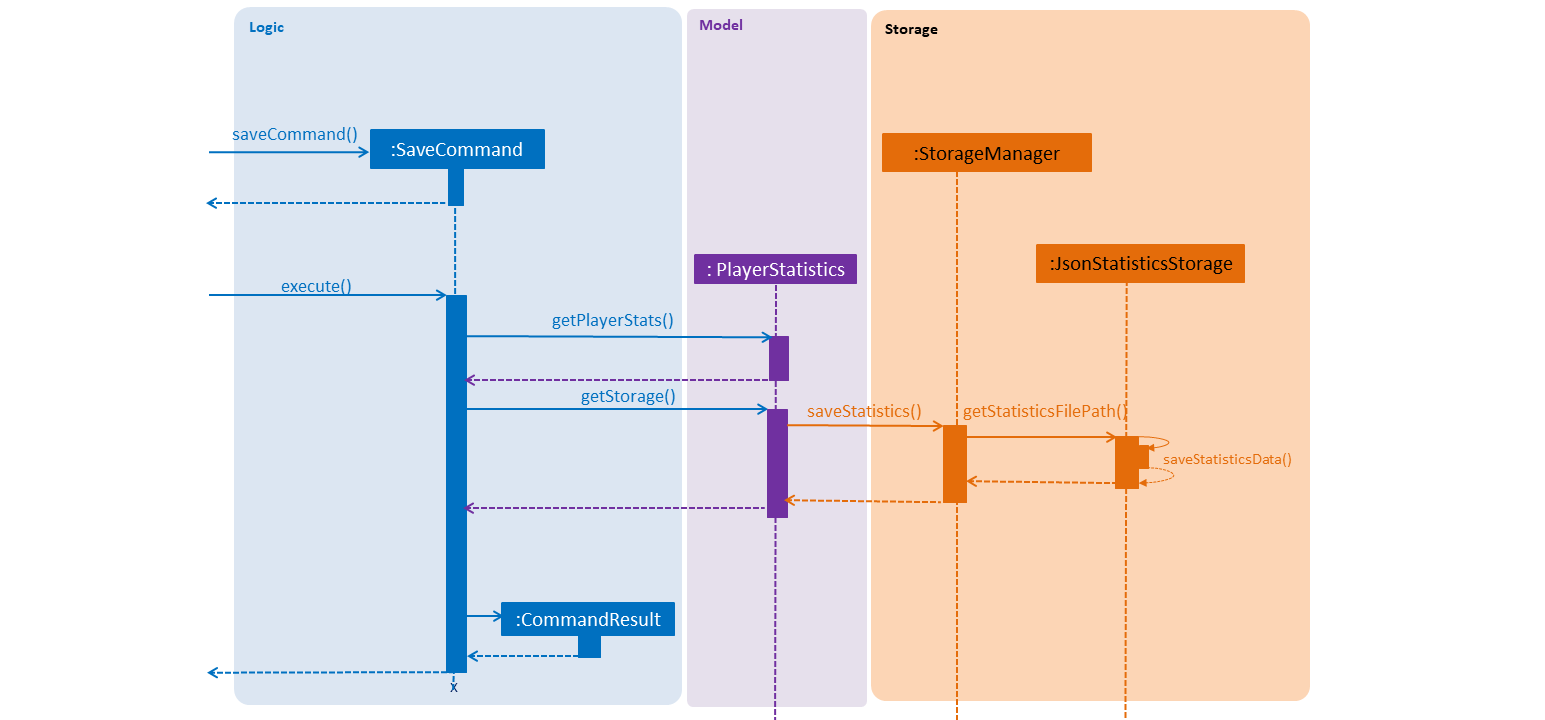 Logic
Model
Storage
saveCommand()
:SaveCommand
:StorageManager
: PlayerStatistics
:JsonStatisticsStorage
execute()
getPlayerStats()
getStorage()
saveStatistics()
getStatisticsFilePath()
saveStatisticsData()
:CommandResult
X